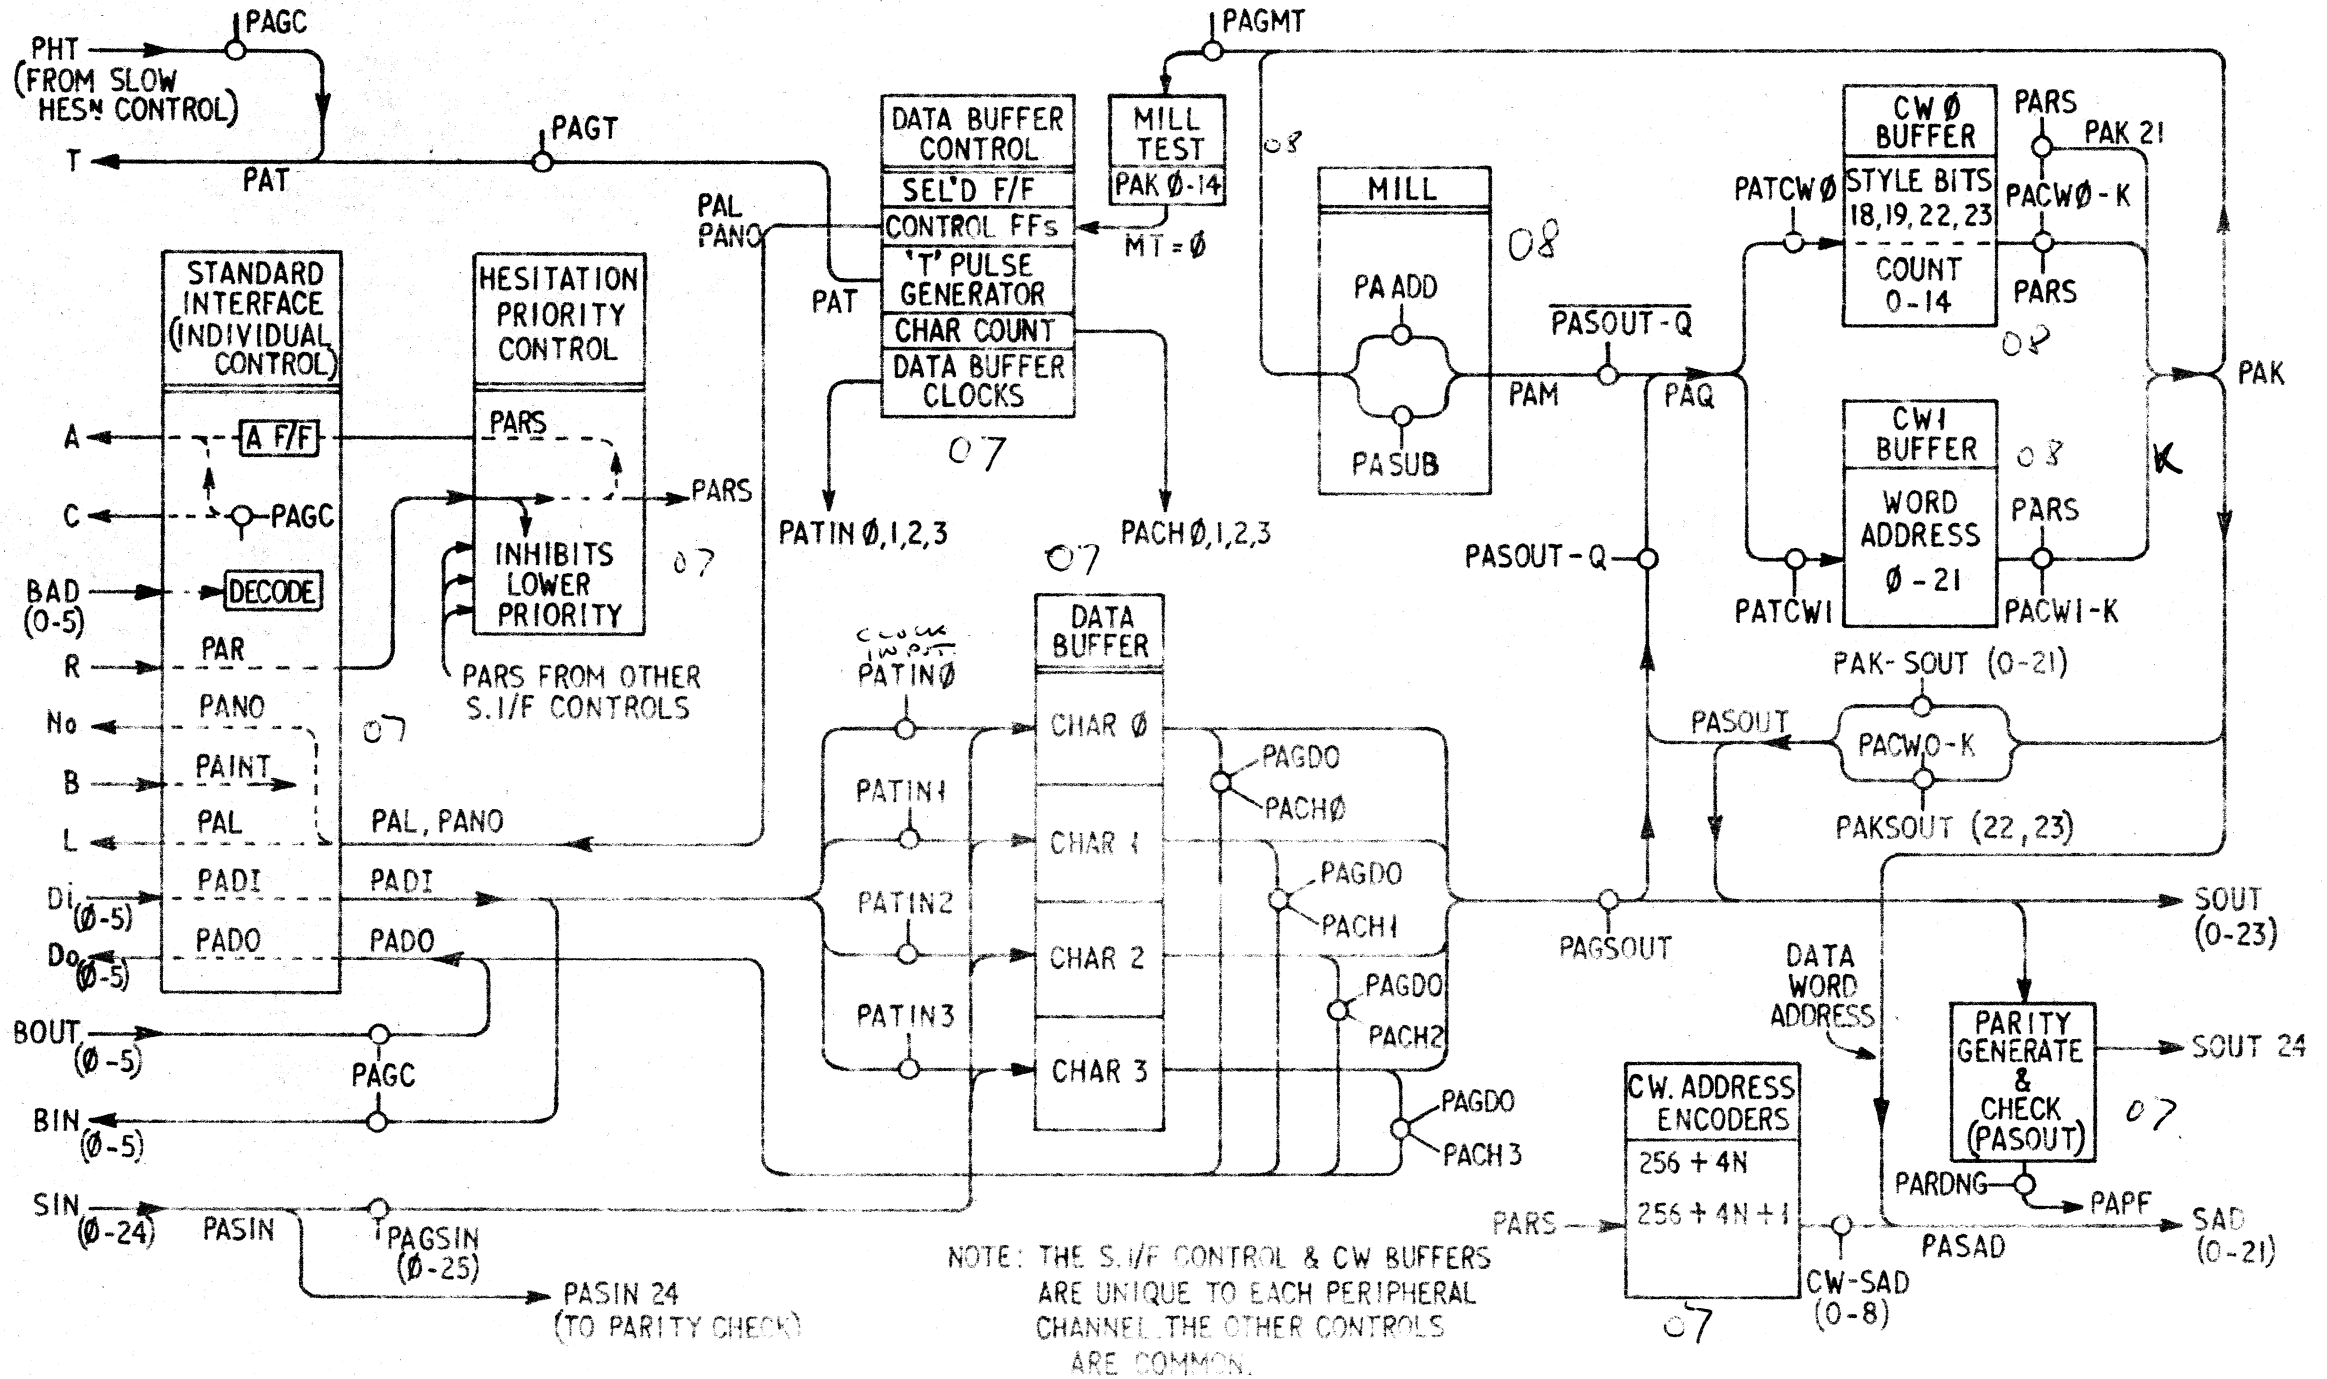 PAGC
PHT
(FROM SLOW
HESN CONTROL)
T
PAT
PAGT
PAL
PANO
PAT
DATA BUFFER
CONTROL
SEL'D F/F
CONTROL FFs
'T' PULSE
GENERATOR
CHAR COUNT
DATA BUFFER
CLOCKS
07
PATIN Ø,1,2,3
PACH Ø,1,2,3
PAGMT
MILL
TEST
PAK Ø-14
MT = Ø
08
MILL
PA ADD
PA SUB
08
PAM
PASOUT-Q
PAQ
PASOUT-Q
PATCWØ
CW Ø
BUFFER
STYLE BITS
18,19,22,23
COUNT
0-14
08
PARS
PAK 21
PACWØ-K
PARS
PAK
K
PATCW1
CW1
BUFFER
WORD
ADDRESS
Ø-21
08
PARS
PACW1-K
PAK-SOUT (0-21)
PASOUT
PACWO-K
PAKSOUT (22,23)
STANDARD
INTERFACE
(INDIVIDUAL
CONTROL)
A
A F/F
C
PAGC
BAD
(0-5)
DECODE
R
PAR
No
PANO
B
PAINT
L
PAL
PAL, PANO
Di
(Ø-5)
PADI
PADI
Do
(Ø-5)
PADO
PADO
07
HESITATION
PRIORITY
CONTROL
PARS
PARS
INHIBITS
LOWER
PRIORITY
07
PARS FROM OTHER
S.I/F CONTROLS
BOUT
(Ø-5)
PAGC
BIN
(Ø-5)
SIN
(Ø-24)
PASIN
PAGSIN
(Ø-25)
PASIN 24
(TO PARITY CHECK)
CLOCK
INPUT
PATINØ
PATIN1
PATIN2
PATIN3
07
DATA
BUFFER
CHAR Ø
CHAR 1
CHAR 2
CHAR 3
PAGDO
PACHØ
PAGDO
PACH1
PAGDO
PACH2
PAGDO
PACH3
PAGSOUT
SOUT
(0-23)
DATA
WORD
ADDRESS
PARITY
GENERATE
&
CHECK
(PASOUT)
07
SOUT 24
PARDNG
PAPF
CW. ADDRESS
ENCODERS
256 + 4N
256 + 4N + 1
PARS
07
CW-SAD
(0-8)
PASAD
SAD
(0-21)
NOTE: THE S.I/F CONTROL & CW BUFFERS
ARE UNIQUE TO EACH PERIPHERAL
CHANNEL. THE OTHER CONTROLS
ARE COMMON.